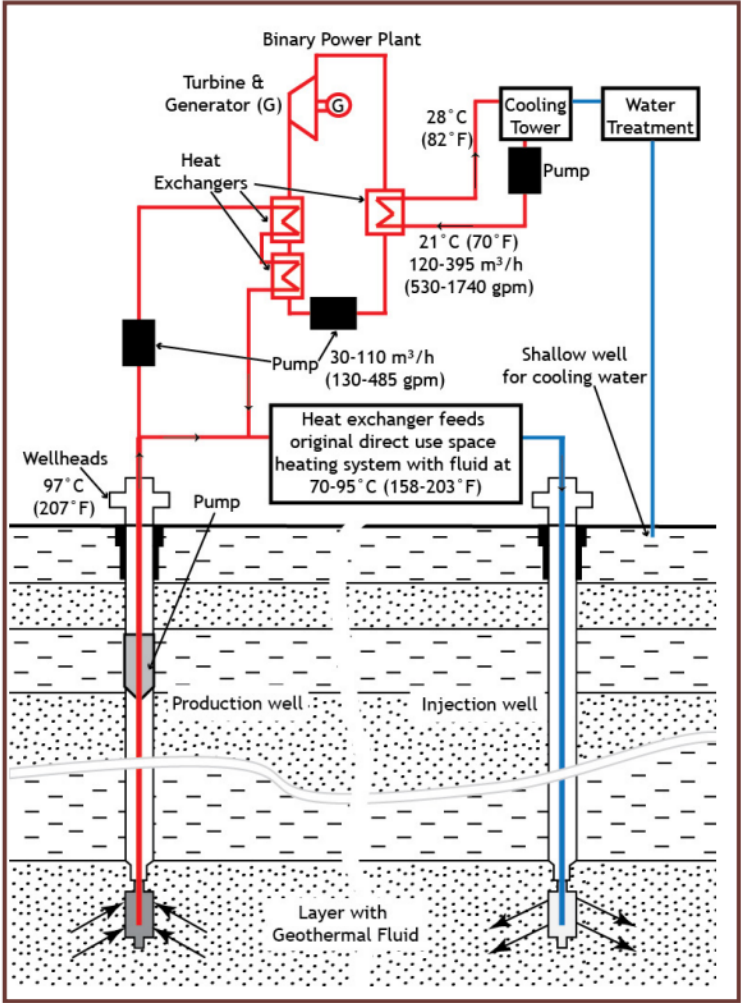 Binary Power Plant
Turbine &
Generator (G)
G
28°C
(82°F)
Cooling
Tower
Water
Treatment
Heat
Exchangers
Pump
21°C (70°F)
120-395 m³/h
(530-1740 gpm)
Pump
30-110 m³/h
(130-485 gpm)
Shallow well
for cooling water
Heat exchanger feeds
original direct use space
heating system with fluid at
70-95°C (158-203°F)
Wellheads
97°C
(207°F)
Pump
Production well
Injection well
Layer with
Geothermal Fluid